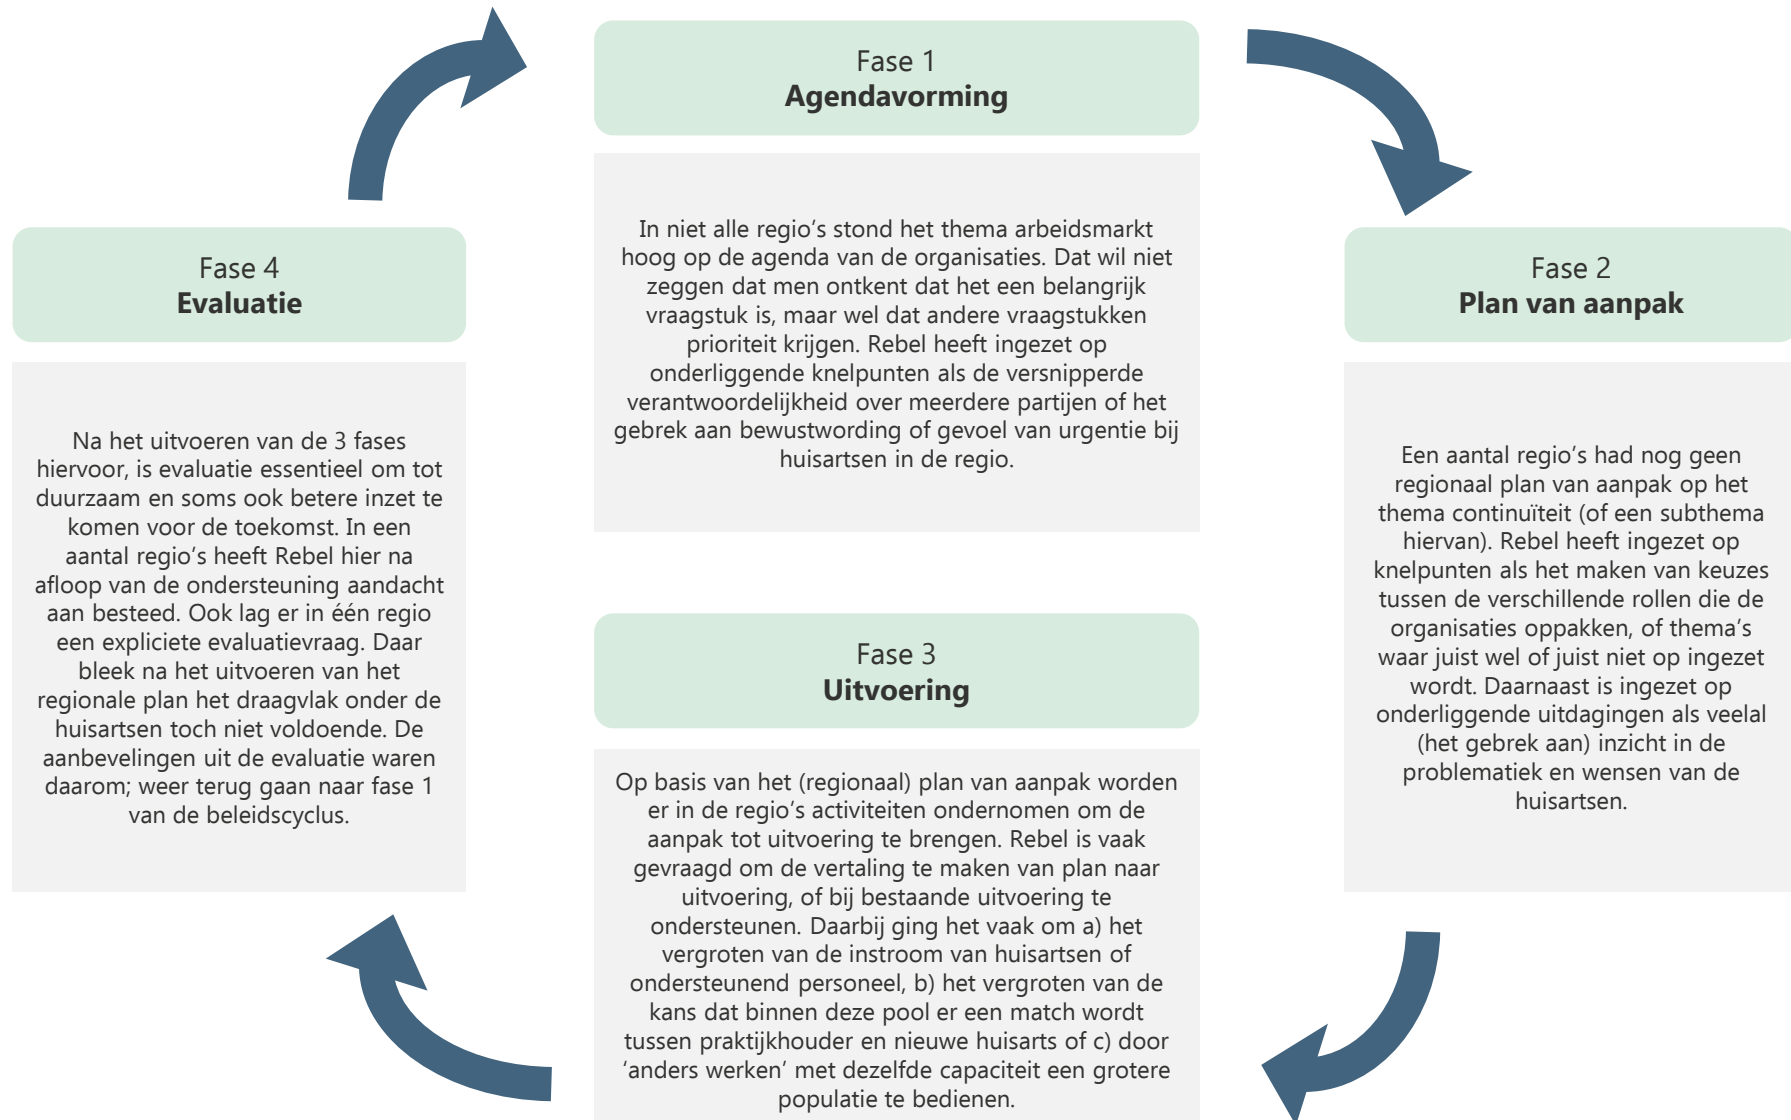 Fase 1
Agendavorming
In niet alle regio's stond het thema arbeidsmarkt
hoog op de agenda van de organisaties. Dat wil niet
zeggen dat men ontkent dat het een belangrijk
vraagstuk is, maar wel dat andere vraagstukken
prioriteit krijgen. Rebel heeft ingezet op
onderliggende knelpunten als de versnipperde
verantwoordelijkheid over meerdere partijen of het
gebrek aan bewustwording of gevoel van urgentie bij
huisartsen in de regio.
Fase 2
Plan van aanpak
Een aantal regio's had nog geen
regionaal plan van aanpak op het
thema continuïteit (of een subthema
hiervan). Rebel heeft ingezet op
knelpunten als het maken van keuzes
tussen de verschillende rollen die de
organisaties oppakken, of thema's
waar juist wel of juist niet op ingezet
wordt. Daarnaast is ingezet op
onderliggende uitdagingen als veelal
(het gebrek aan) inzicht in de
problematiek en wensen van de
huisartsen.
Fase 3
Uitvoering
Op basis van het (regionaal) plan van aanpak worden
er in de regio's activiteiten ondernomen om de
aanpak tot uitvoering te brengen. Rebel is vaak
gevraagd om de vertaling te maken van plan naar
uitvoering, of bij bestaande uitvoering te
ondersteunen. Daarbij ging het vaak om a) het
vergroten van de instroom van huisartsen of
ondersteunend personeel, b) het vergroten van de
kans dat binnen deze pool er een match wordt
tussen praktijkhouder en nieuwe huisarts of c) door
'anders werken' met dezelfde capaciteit een grotere
populatie te bedienen.
Fase 4
Evaluatie
Na het uitvoeren van de 3 fases
hiervoor, is evaluatie essentieel om tot
duurzaam en soms ook betere inzet te
komen voor de toekomst. In een
aantal regio's heeft Rebel hier na
afloop van de ondersteuning aandacht
aan besteed. Ook lag er in één regio
een expliciete evaluatievraag. Daar
bleek na het uitvoeren van het
regionale plan het draagvlak onder de
huisartsen toch niet voldoende. De
aanbevelingen uit de evaluatie waren
daarom; weer terug gaan naar fase 1
van de beleidscyclus.